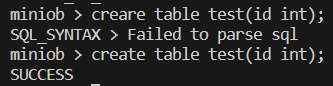 miniob > creare table test(id int);
SQL_SYNTAX > Failed to parse sql
miniob > create table test(id int);
SUCCESS